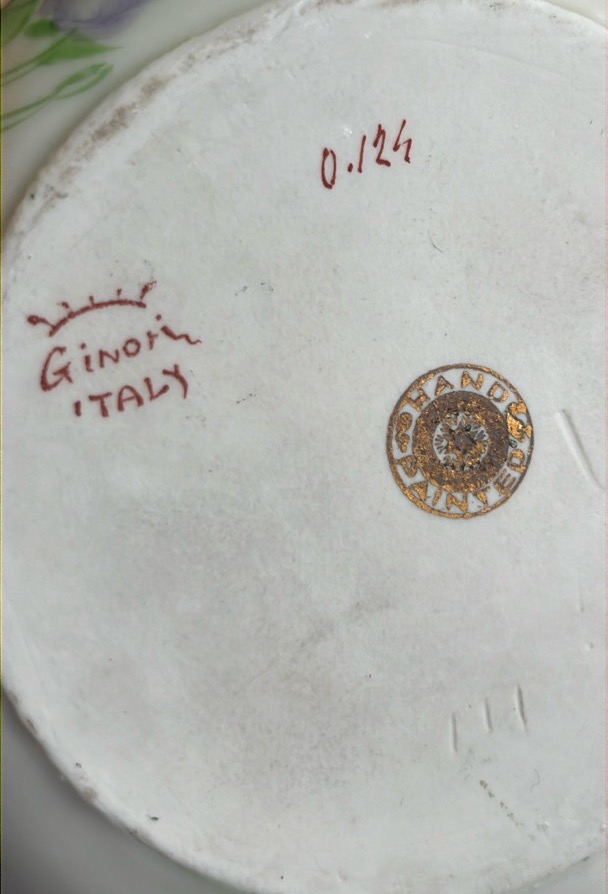 0.124
Ginori
ITALY
HAND
PAINTED